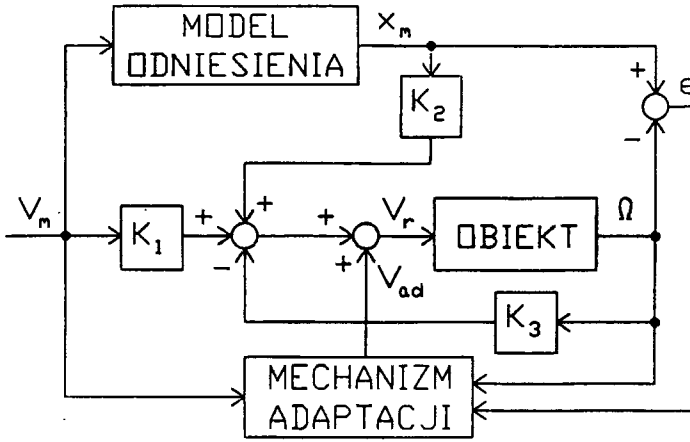 MODEL
ODNIESIENIA
x_m
K_2
+
e
-
V_m
K_1
+
+
-
+
+
V_r
V_ad
OBIEKT
Ω
K_3
MECHANIZM
ADAPTACJI